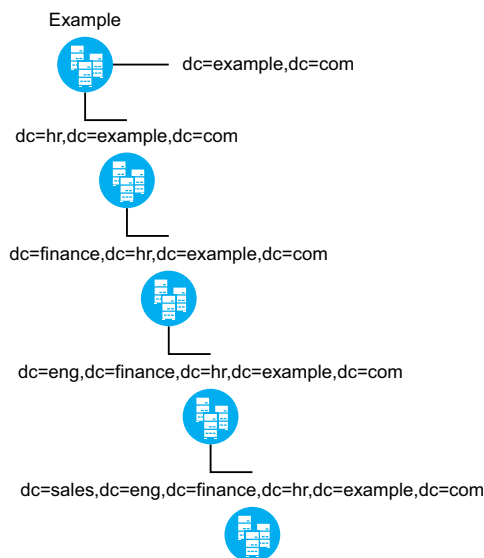 Example
dc=example,dc=com
dc=hr,dc=example,dc=com
dc=finance,dc=hr,dc=example,dc=com
dc=eng,dc=finance,dc=hr,dc=example,dc=com
dc=sales,dc=eng,dc=finance,dc=hr,dc=example,dc=com